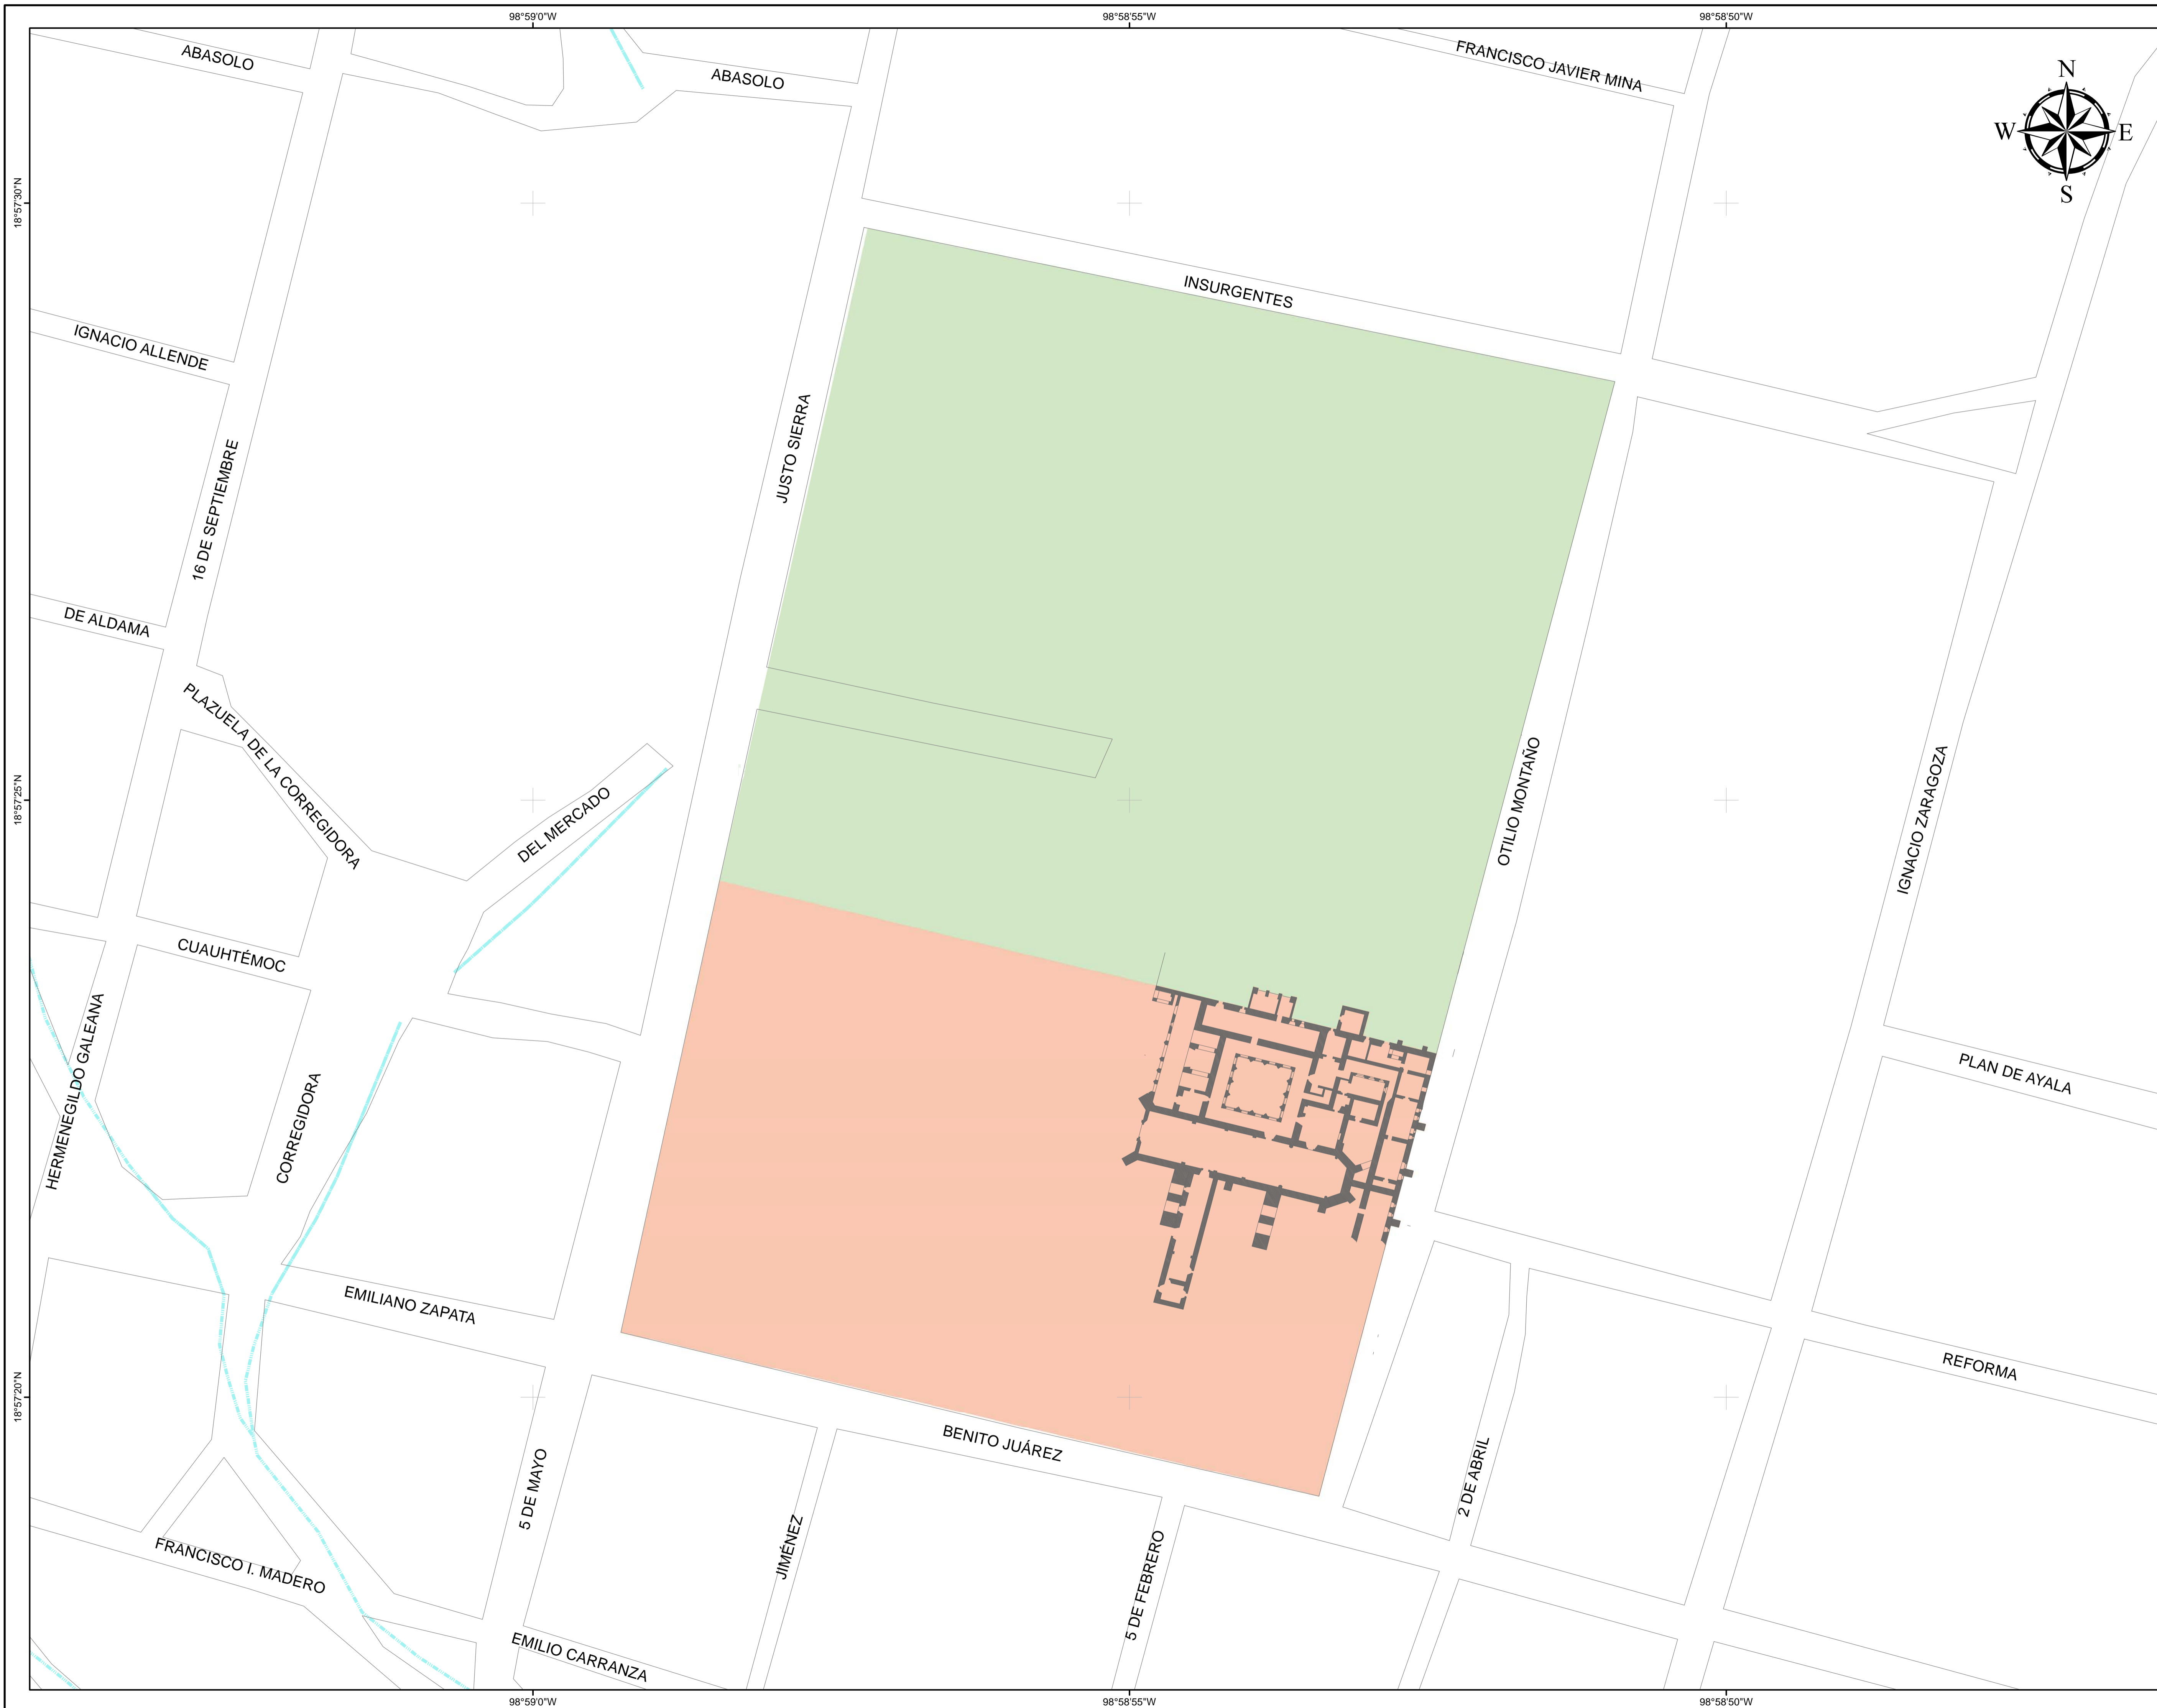 98°59'0"W
98°58'55"W
98°58'50"W
ABASOLO
ABASOLO
FRANCISCO JAVIER MINA
N
W
E
S
18°57'30"N
INSURGENTES
IGNACIO ALLENDE
JUSTO SIERRA
16 DE SEPTIEMBRE
DE ALDAMA
PLAZUELA DE LA CORREGIDORA
DEL MERCADO
18°57'25"N
OTILIO MONTAÑO
IGNACIO ZARAGOZA
CUAUHTÉMOC
HERMENEGILDO GALEANA
CORREGIDORA
PLAN DE AYALA
EMILIANO ZAPATA
REFORMA
18°57'20"N
BENITO JUÁREZ
5 DE MAYO
2 DE ABRIL
JIMÉNEZ
5 DE FEBRERO
FRANCISCO I. MADERO
EMILIO CARRANZA
98°59'0"W
98°58'55"W
98°58'50"W